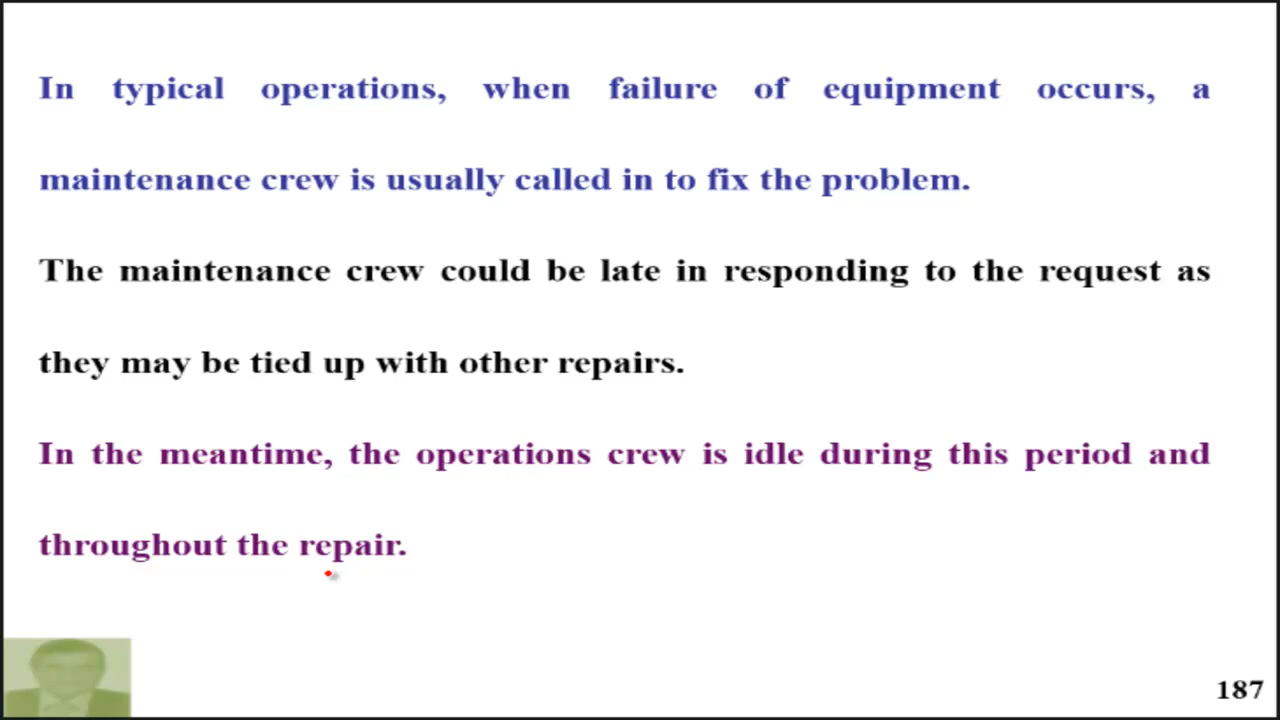 In typical operations, when failure of equipment occurs, a
maintenance crew is usually called in to fix the problem.
The maintenance crew could be late in responding to the request as
they may be tied up with other repairs.
In the meantime, the operations crew is idle during this period and
throughout the repair.
187